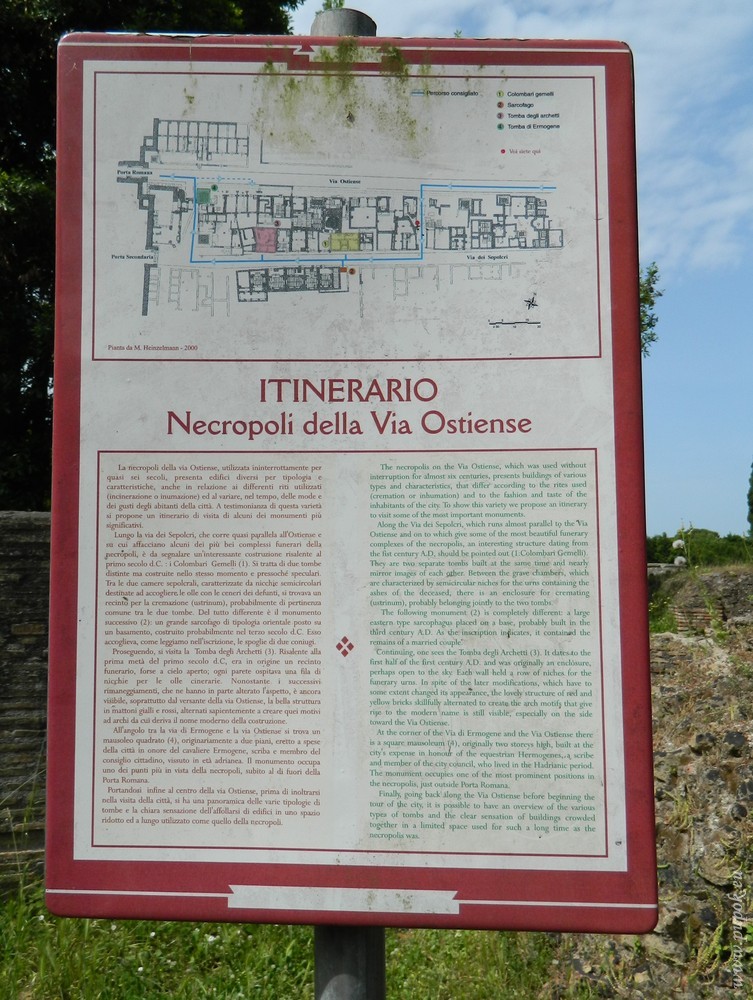 Percorso consigliato
1 Colombari gemelli
2 Sarcofago
3 Tomba degli archetti
4 Tomba di Ermogene
Voi siete qui
Porta Romana
Via Ostiense
Porta Secondaria
Via dei Sepolcri
Pianta da M. Heinzelmann - 2000
ITINERARIO
Necropoli della Via Ostiense
La necropoli della via Ostiense, utilizzata ininterrottamente per
quasi sei secoli, presenta edifici diversi per tipologia e
caratteristiche, anche in relazione ai differenti riti utilizzati
(incinerazione o inumazione) ed al variare, nel tempo, delle mode e
dei gusti degli abitanti della città. A testimonianza di questa varietà
si propone un itinerario di visita di alcuni dei monumenti più
significativi.
Lungo la via dei Sepolcri, che corre quasi parallela all'Ostiense e
su cui affacciano alcuni dei più bei complessi funerari della
necropoli, è da segnalare un'interessante costruzione risalente al
primo secolo d.C. : i Colombari Gemelli (1). Si tratta di due tombe
distinte ma costruite nello stesso momento e pressoché speculari.
Tra le due camere sepolcrali, caratterizzate da nicchie semicircolari
destinate ad accogliere le olle con le ceneri dei defunti, si trovava un
recinto per la cremazione (ustrinum), probabilmente di pertinenza
comune tra le due tombe. Del tutto differente è il monumento
successivo (2): un grande sarcofago di tipologia orientale posto su
un basamento, costruito probabilmente nel terzo secolo d.C. Esso
accoglieva, come leggiamo nell'iscrizione, le spoglie di due coniugi.
Proseguendo, si visita la Tomba degli Archetti (3). Risalente alla
prima metà del primo secolo d.C, era in origine un recinto
funerario, forse a cielo aperto; ogni parete ospitava una fila di
nicchie per le olle cinerarie. Nonostante i successivi
rimaneggiamenti, che ne hanno in parte alterato l'aspetto, è ancora
visibile, soprattutto dal versante della via Ostiense, la bella struttura
in mattoni gialli e rossi, alternati sapientemente a creare quei motivi
ad archi da cui deriva il nome moderno della costruzione.
All'angolo tra la via di Ermogene e la via Ostiense si trova un
mausoleo quadrato (4), originariamente a due piani, eretto a spese
della città in onore del cavaliere Ermogene, scriba e membro del
consiglio cittadino, vissuto in età adrianea. Il monumento occupa
uno dei punti più in vista della necropoli, subito al di fuori della
Porta Romana.
Portandosi infine al centro della via Ostiense, prima di inoltrarsi
nella visita della città, si ha una panoramica delle varie tipologie di
tombe e la chiara sensazione dell'affollarsi di edifici in uno spazio
ridotto ed a lungo utilizzato come quello della necropoli.
The necropolis on the Via Ostiense, which was used without
interruption for almost six centuries, presents buildings of various
types and characteristics, that differ according to the rites used
(cremation or inhumation) and to the fashion and taste of the
inhabitants of the city. To show this variety we propose an itinerary
to visit some of the most important monuments.
Along the Via dei Sepolcri, which runs almost parallel to the Via
Ostiense and on to which give some of the most beautiful funerary
complexes of the necropolis, an interesting structure dating from
the fist century A.D. should be pointed out (1.Colombari Gemelli)
They are two separate tombs built at the same time and nearly
mirror images of each other. Between the grave chambers, which
are characterized by semicircular niches for the urns containing the
ashes of the deceased, there is an enclosure for cremating
(ustrinum), probably belonging jointly to the two tombs.
The following monument (2) is completely different: a large
eastern type sarcophagus placed on a base, probably built in the
third century A.D. As the inscription indicates, it contained the
remains of a married couple.
Continuing, one sees the Tomba degli Archetti (3). It dates to the
first half of the first century A.D. and was originally an enclosure,
perhaps open to the sky. Each wall held a row of niches for the
funerary urns. In spite of the later modifications, which have to
some extent changed its appearance, the lovely structure of red and
yellow bricks skilfully alternated to create the arch motif that give
rise to the modern name is still visible, especially on the side
toward the Via Ostiense.
At the corner of the Via di Ermogene and the Via Ostiense there
is a square mausoleum (4), originally two storeys high, built at the
city's expense in honour of the equestrian Hermogenes, a scribe
and member of the city council, who lived in the Hadrianic period.
The monument occupies one of the most prominent positions in
the necropolis, just outside Porta Romana.
Finally, going back along the Via Ostiense before beginning the
tour of the city, it is possible to have an overview of the various
types of tombs and the clear sensation of buildings crowded
together in a limited space used for such a long time as the
necropolis was.